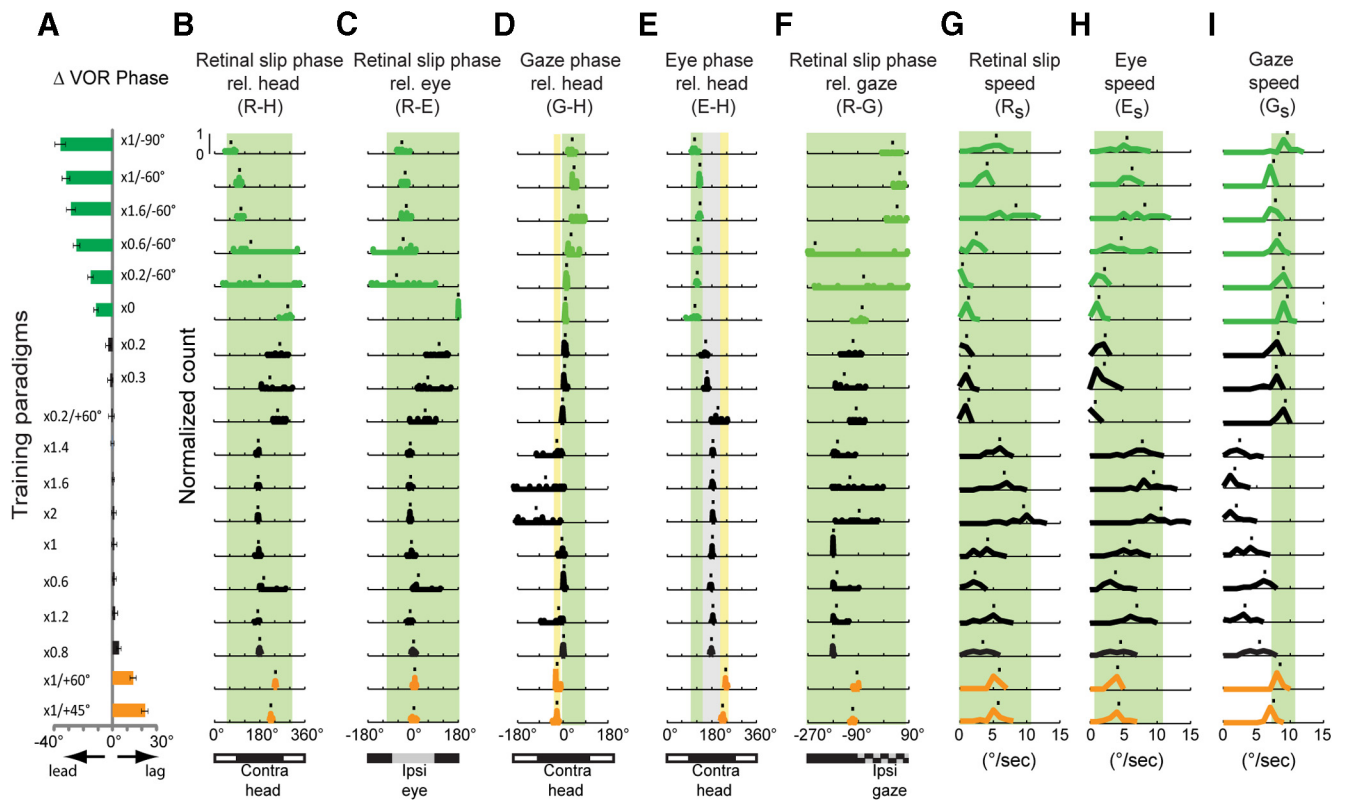 A
B
C
D
E
F
G
H
I
Δ VOR Phase
Retinal slip phase
rel. head
(R-H)
Retinal slip phase
rel. eye
(R-E)
Gaze phase
rel. head
(G-H)
Eye phase
rel. head
(E-H)
Retinal slip phase
rel. gaze
(R-G)
Retinal slip
speed
(Rs)
Eye
speed
(Es)
Gaze
speed
(Gs)
Training paradigms
Normalized count
1
0
x1/-90°
x1/-60°
x1.6/-60°
x0.6/-60°
x0.2/-60°
x0
x0.2
x0.3
x0.2/+60°
x1.4
x1.6
x2
x1
x0.6
x1.2
x0.8
x1/+60°
x1/+45°
-40 0 30°
lead lag
0 180 360°
-180° 0 180°
-180° 0 180°
0 180 360°
-270° -90 90°
0 5 10 15
0 5 10 15
0 5 10 15
Contra
head
Ipsi
eye
Contra
head
Contra
head
Ipsi
gaze
(°/sec)
(°/sec)
(°/sec)